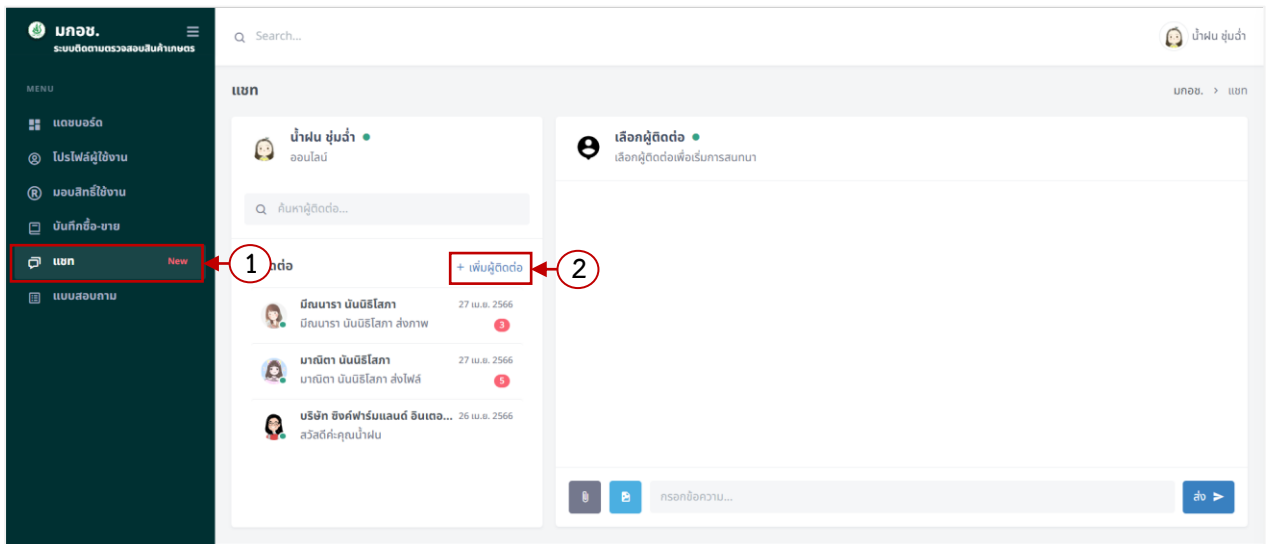 มกอช.
ระบบติดตามตรวจสอบสินค้าเกษตร
Search...
น้ำฝน ชุ่มฉ่ำ
MENU
แดชบอร์ด
โปรไฟล์ผู้ใช้งาน
มอบสิทธิ์ใช้งาน
บันทึกซื้อ-ขาย
แชท New
แบบสอบถาม
แชท
มกอช. > แชท
น้ำฝน ชุ่มฉ่ำ
ออนไลน์
ค้นหาผู้ติดต่อ...
1
+ เพิ่มผู้ติดต่อ
2
มีณนารา นันนิธิโสภา 27 เม.ย. 2566
มีณนารา นันนิธิโสภา ส่งภาพ 3
มาณิตา นันนิธิโสภา 27 เม.ย. 2566
มาณิตา นันนิธิโสภา ส่งไฟล์ 5
บริษัท ซิงค์ฟาร์มแลนด์ อินเตอ... 26 เม.ย. 2566
สวัสดีค่ะคุณน้ำฝน
เลือกผู้ติดต่อ
เลือกผู้ติดต่อเพื่อเริ่มการสนทนา
กรอกข้อความ...
ส่ง